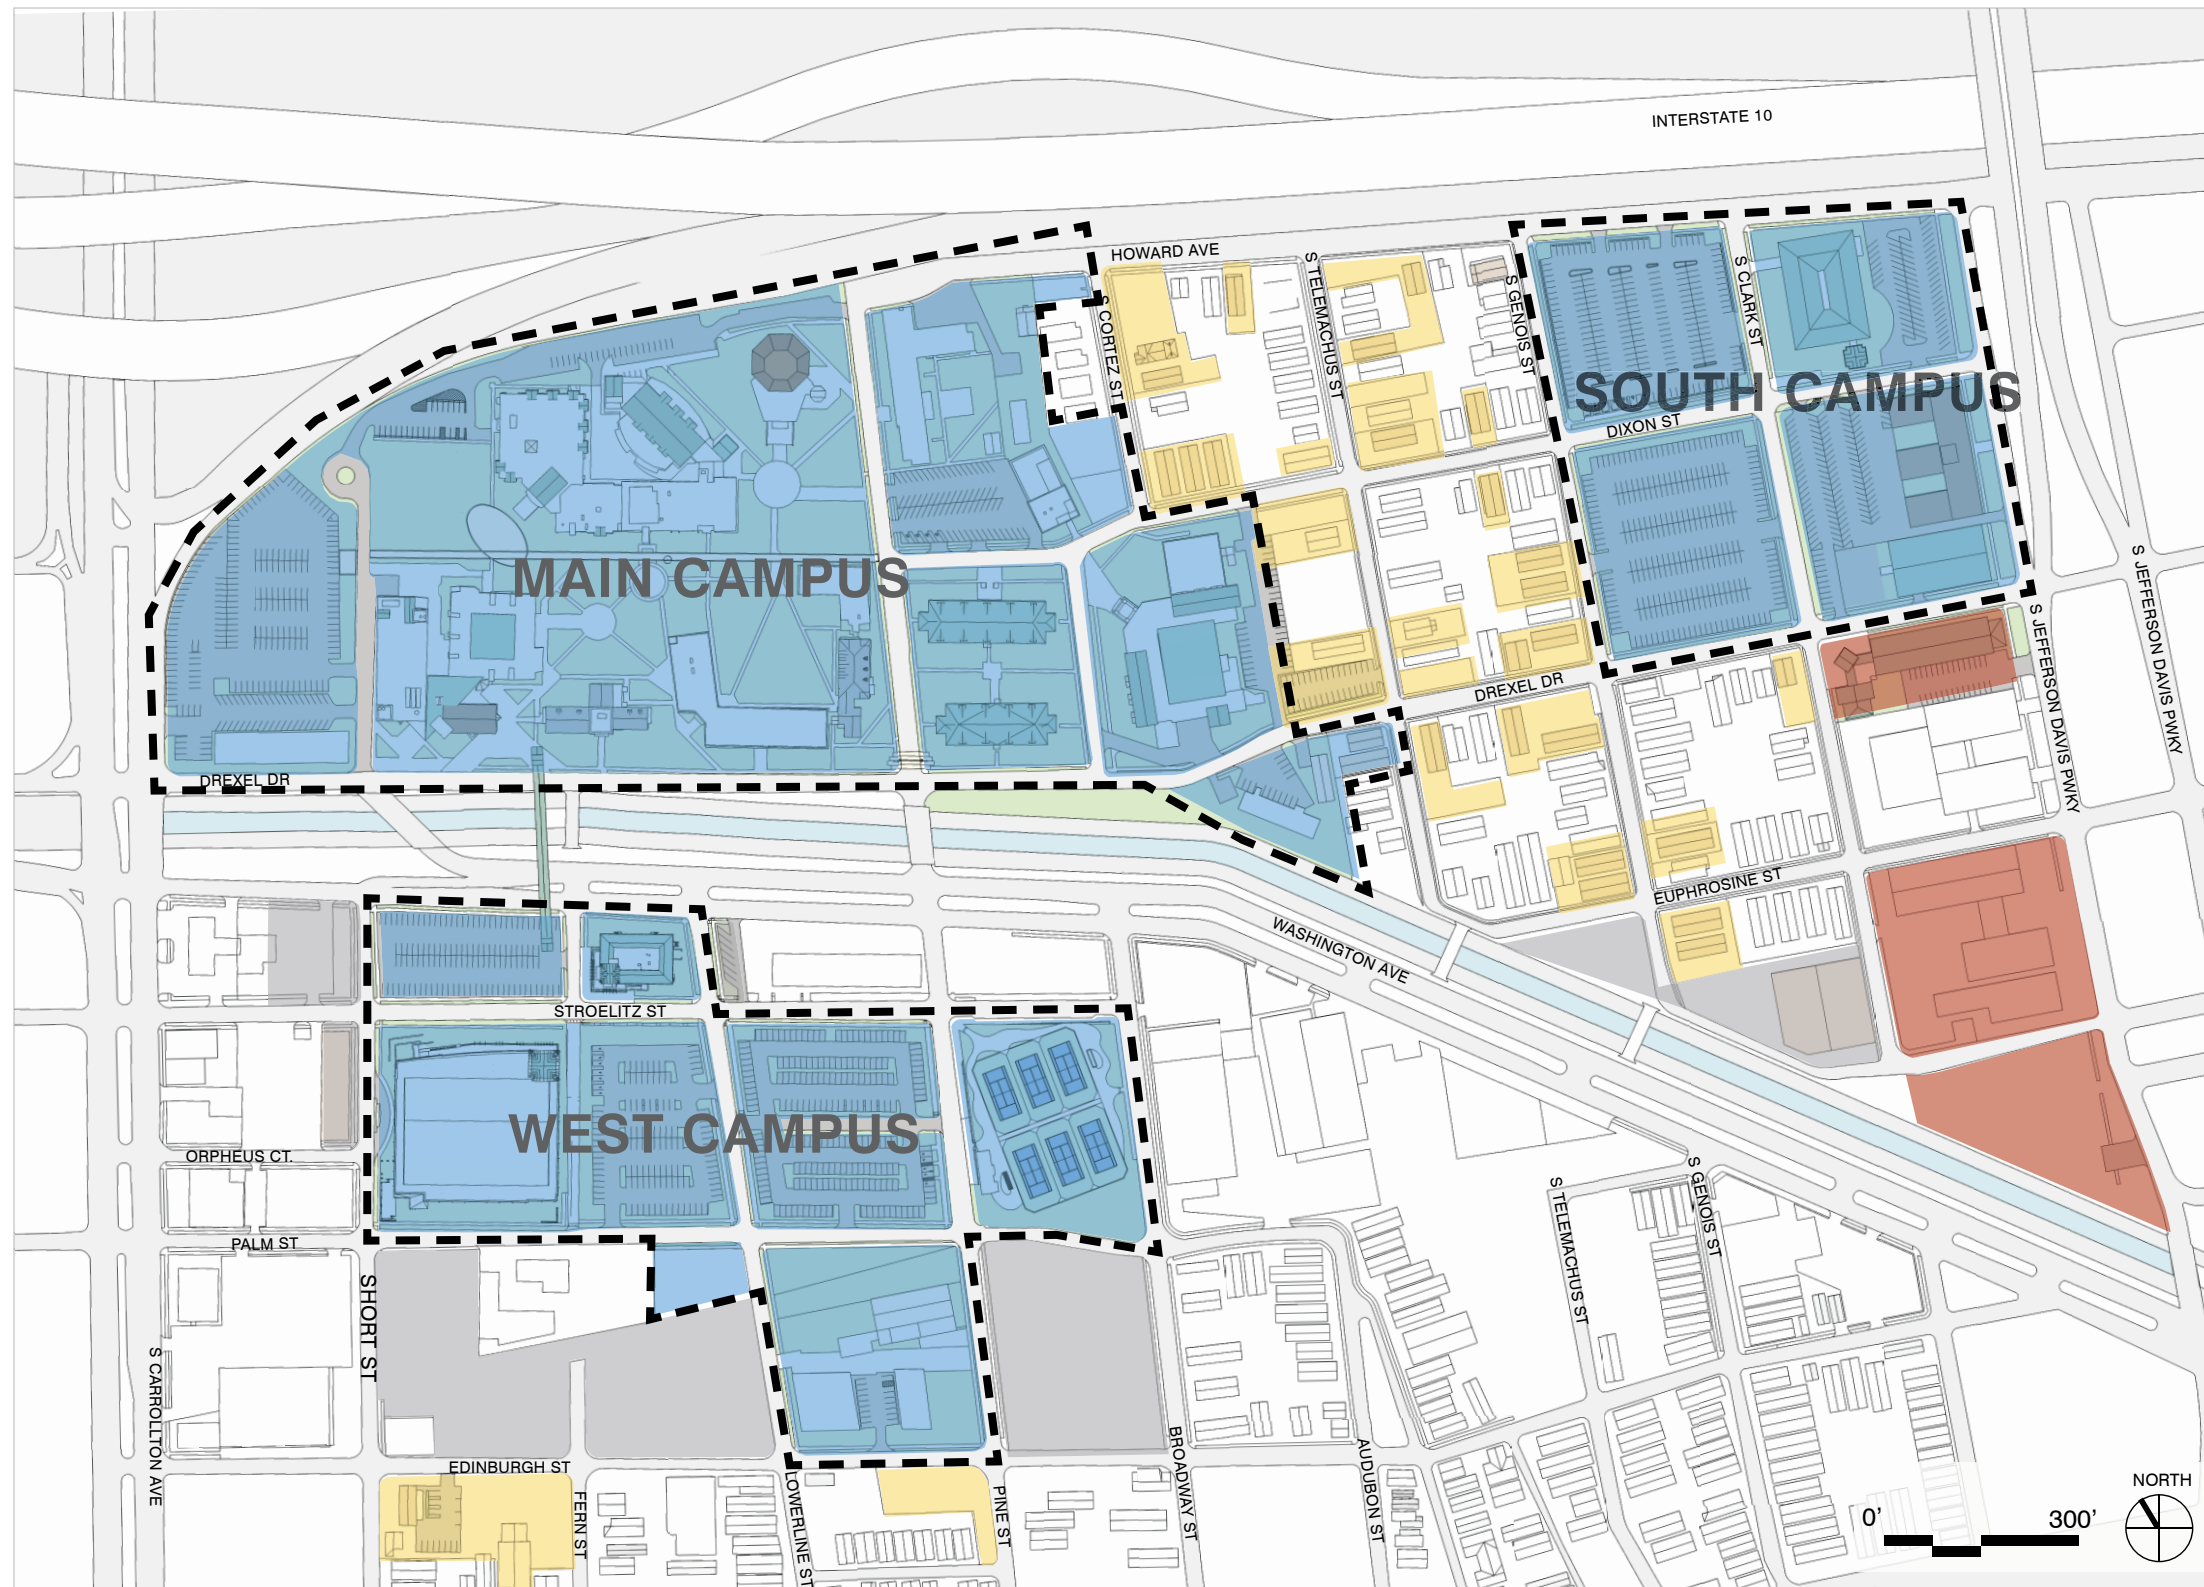 INTERSTATE 10
HOWARD AVE
S CORTEZ ST
S TELEMACHUS ST
S GENOIS ST
S CLARK ST
SOUTH CAMPUS
DIXON ST
MAIN CAMPUS
S JEFFERSON DAVIS PWKY
S JEFFERSON DAVIS PWKY
DREXEL DR
DREXEL DR
EUPHROSINE ST
WASHINGTON AVE
STROELITZ ST
WEST CAMPUS
ORPHEUS CT.
PALM ST
SHORT ST
S CARROLLTON AVE
S TELEMACHUS ST
S GENOIS ST
EDINBURGH ST
FERN ST
LOWERLINE ST
PINE ST
BROADWAY ST
AUDUBON ST
NORTH
0' 300'